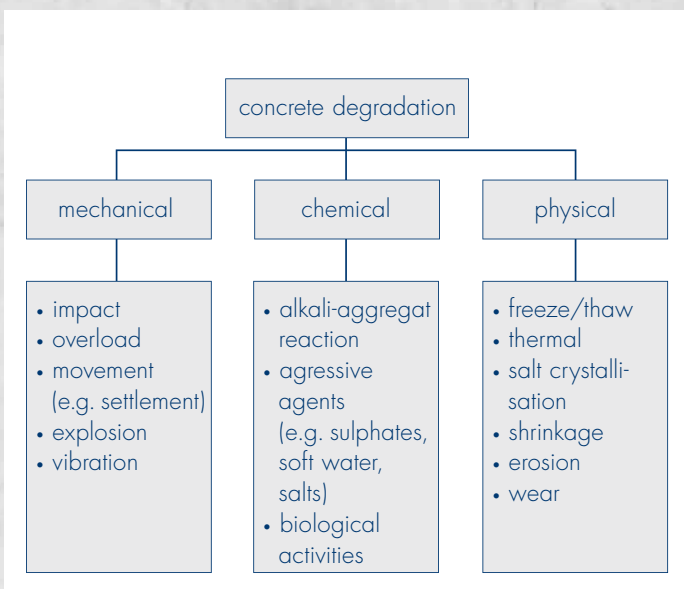 concrete degradation
mechanical
chemical
physical
• impact
• overload
• movement
(e.g. settlement)
• explosion
• vibration
• alkali-aggregat
reaction
• agressive
agents
(e.g. sulphates,
soft water,
salts)
• biological
activities
• freeze/thaw
• thermal
• salt crystalli-
sation
• shrinkage
• erosion
• wear